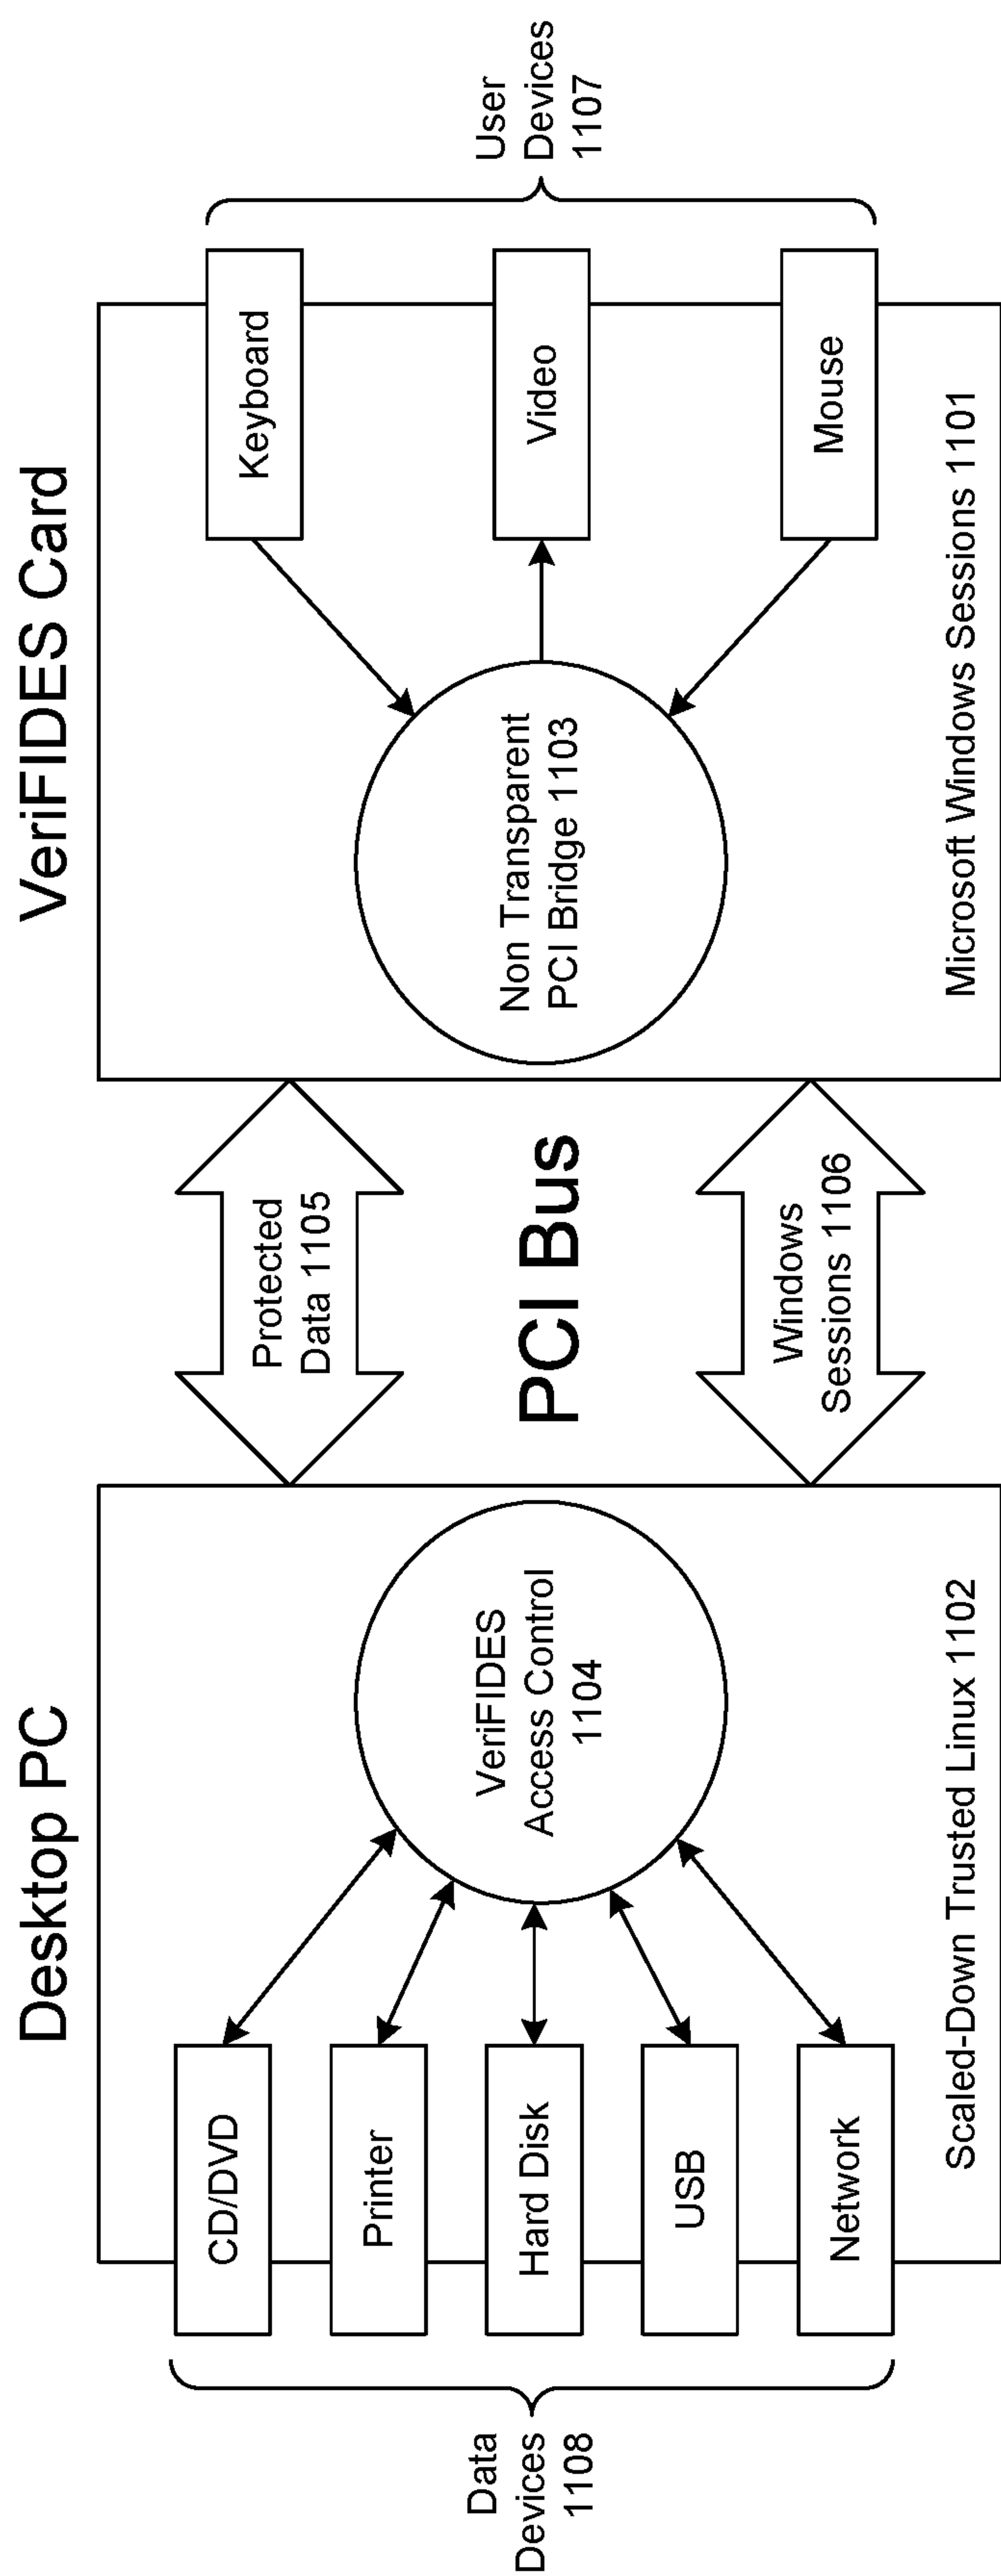 Desktop PC
VeriFIDES Card
Data
Devices
1108
CD/DVD
Printer
Hard Disk
USB
Network
VeriFIDES
Access Control
1104
Scaled-Down Trusted Linux 1102
Protected
Data 1105
PCI Bus
Windows
Sessions 1106
Non Transparent
PCI Bridge 1103
Keyboard
Video
Mouse
Microsoft Windows Sessions 1101
User
Devices
1107